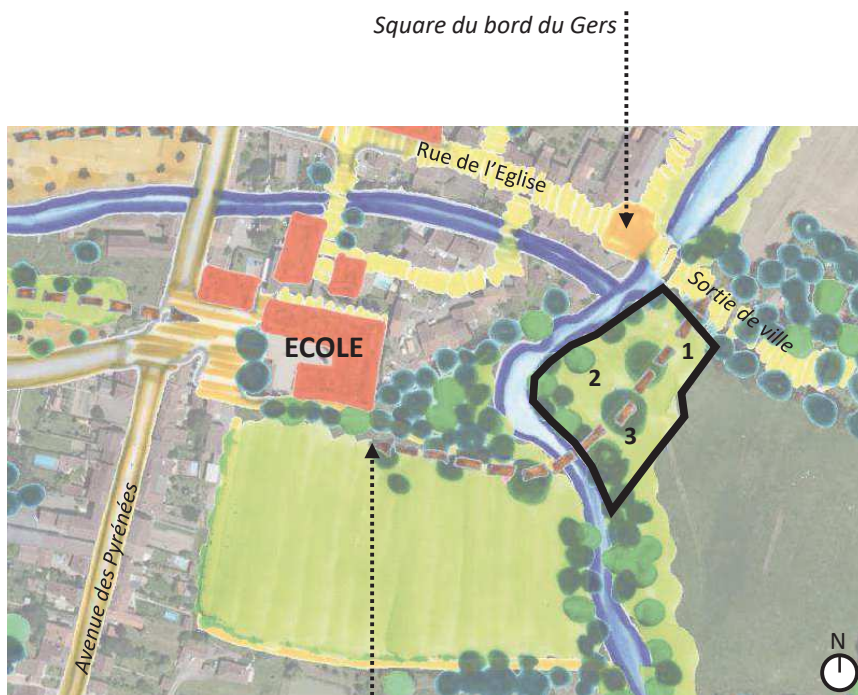 Square du bord du Gers
Rue de l'Eglise
Sortie de ville
ECOLE
1
2
3
Avenue des Pyrénées
N